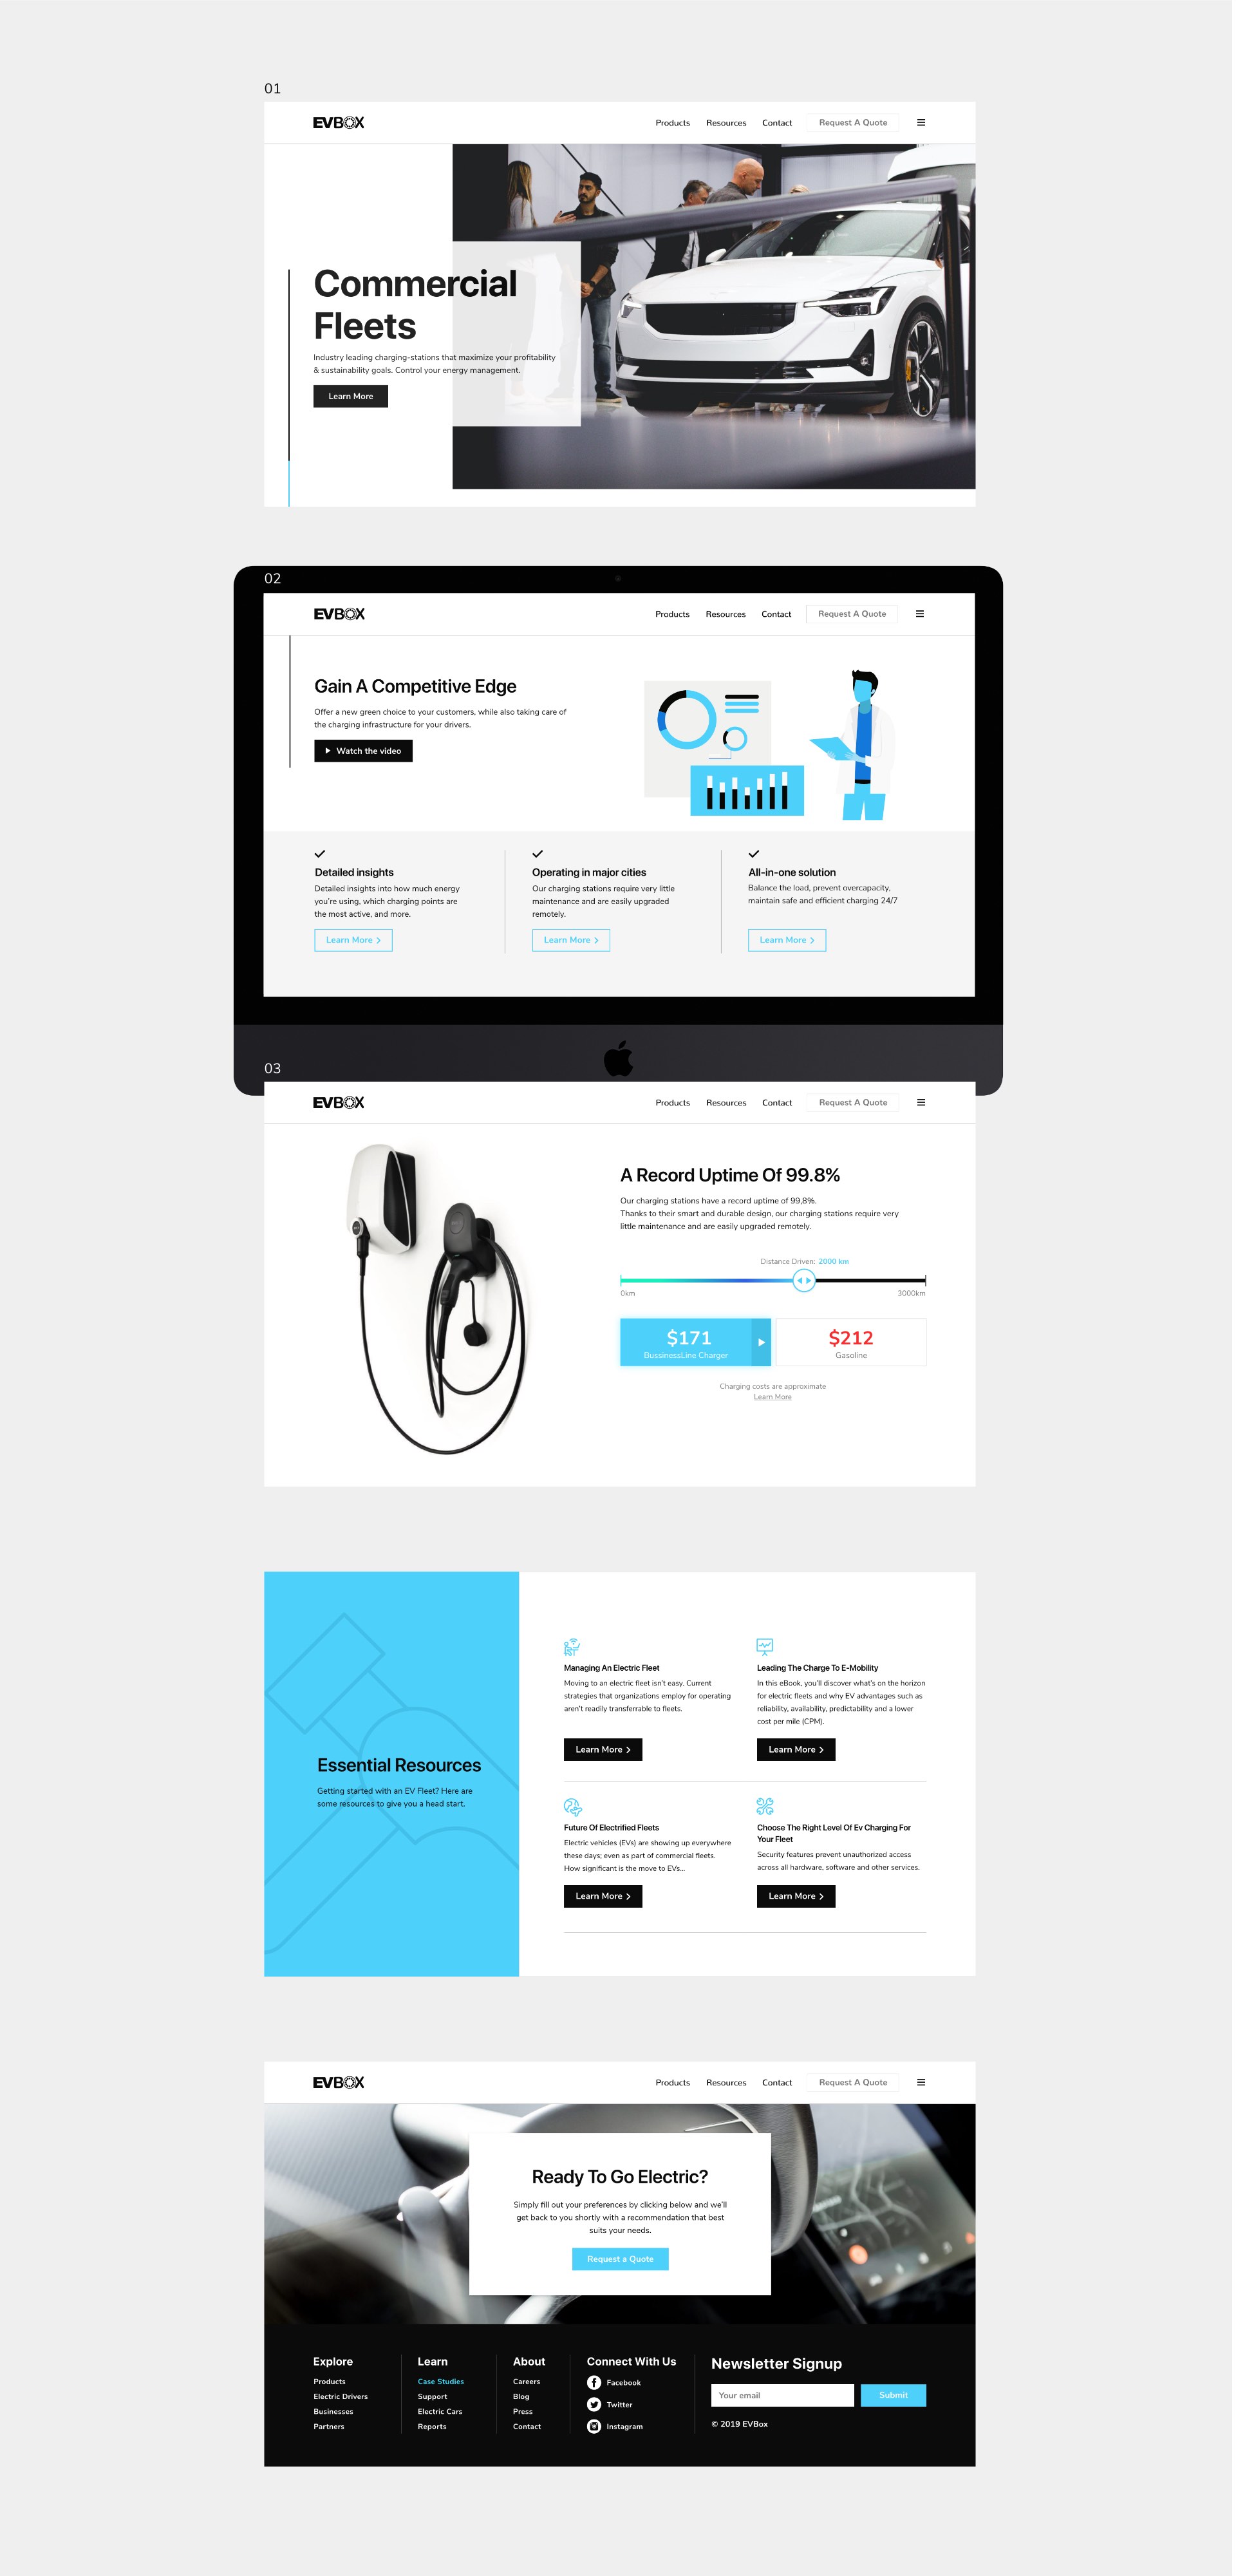 01
EVBOX
Products Resources Contact Request A Quote
Commercial
Fleets
Industry leading charging-stations that maximize your profitability
& sustainability goals. Control your energy management.
Learn More
02
EVBOX
Products Resources Contact Request A Quote
Gain A Competitive Edge
Offer a new green choice to your customers, while also taking care of
the charging infrastructure for your drivers.
Watch the video
Detailed insights
Detailed insights into how much energy
you're using, which charging points are
the most active, and more.
Learn More
Operating in major cities
Our charging stations require very little
maintenance and are easily upgraded
remotely.
Learn More
All-in-one solution
Balance the load, prevent overcapacity,
maintain safe and efficient charging 24/7
Learn More
03
EVBOX
Products Resources Contact Request A Quote
A Record Uptime Of 99.8%
Our charging stations have a record uptime of 99,8%.
Thanks to their smart and durable design, our charging stations require very
little maintenance and are easily upgraded remotely.
Distance Driven: 2000 km
0km 3000km
$171
BussinessLine Charger
$212
Gasoline
Charging costs are approximate
Learn More
Essential Resources
Getting started with an EV Fleet? Here are
some resources to give you a head start.
Managing An Electric Fleet
Moving to an electric fleet isn't easy. Current
strategies that organizations employ for operating
aren't readily transferrable to fleets.
Learn More
Leading The Charge To E-Mobility
In this eBook, you'll discover what's on the horizon
for electric fleets and why EV advantages such as
reliability, availability, predictability and a lower
cost per mile (CPM).
Learn More
Future Of Electrified Fleets
Electric vehicles (EVs) are showing up everywhere
these days; even as part of commercial fleets.
How significant is the move to EVs...
Learn More
Choose The Right Level Of Ev Charging For
Your Fleet
Security features prevent unauthorized access
across all hardware, software and other services.
Learn More
EVBOX
Products Resources Contact Request A Quote
Ready To Go Electric?
Simply fill out your preferences by clicking below and we'll
get back to you shortly with a recommendation that best
suits your needs.
Request a Quote
Explore
Products
Electric Drivers
Businesses
Partners
Learn
Case Studies
Support
Electric Cars
Reports
About
Careers
Blog
Press
Contact
Connect With Us
Facebook
Twitter
Instagram
Newsletter Signup
Your email Submit
© 2019 EVBox